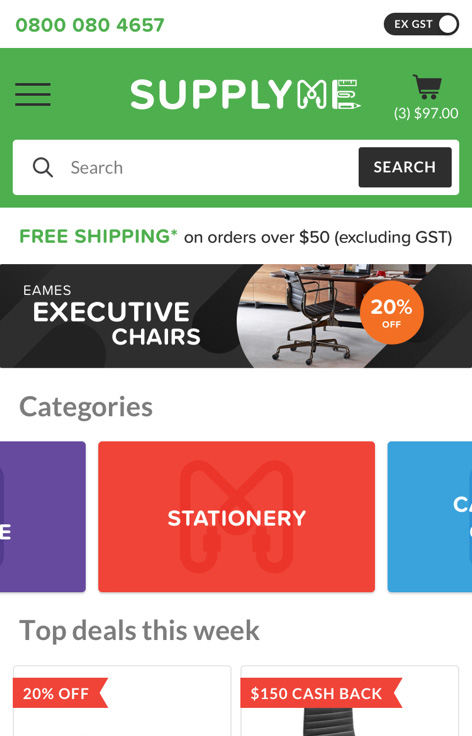 0800 080 4657
EX GST
SUPPLYME
(3) $97.00
Search
SEARCH
FREE SHIPPING* on orders over $50 (excluding GST)
EAMES
EXECUTIVE
CHAIRS
20%
OFF
Categories
E
STATIONERY
CA
Top deals this week
20% OFF
$150 CASH BACK